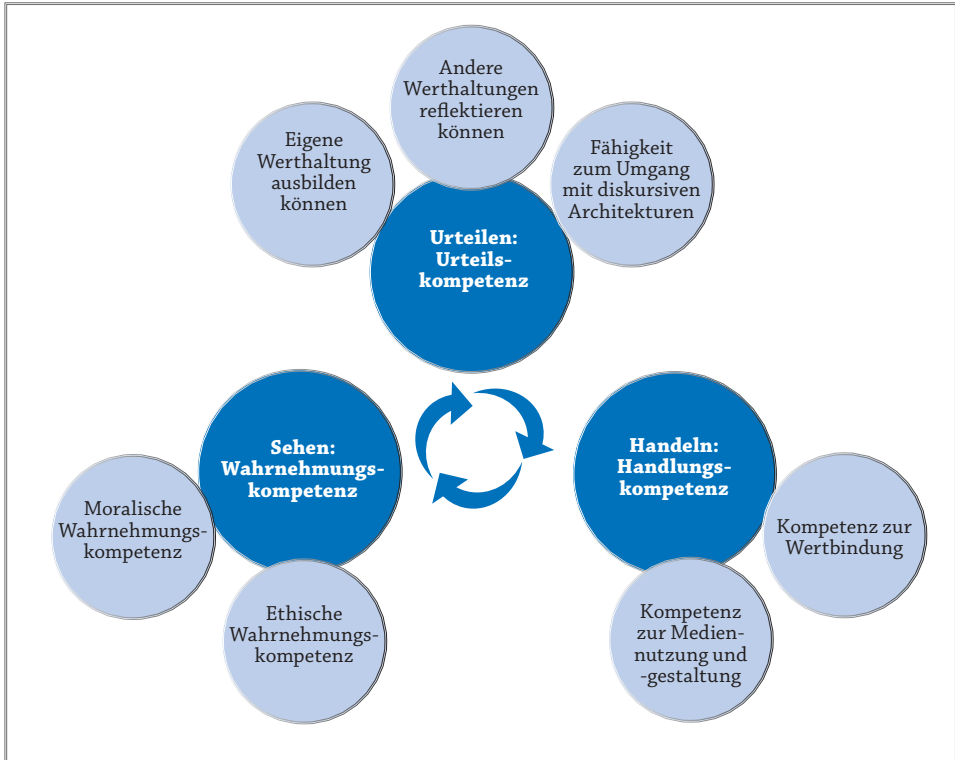 Andere
Werthaltungen
reflektieren
können
Eigene
Werthaltung
ausbilden
können
Fähigkeit
zum Umgang
mit diskursiven
Architekturen
Urteilen:
Urteils-
kompetenz
Sehen:
Wahrnehmungs-
kompetenz
Handeln:
Handlungs-
kompetenz
Moralische
Wahrnehmungs-
kompetenz
Kompetenz zur
Wertbindung
Ethische
Wahrnehmungs-
kompetenz
Kompetenz
zur Medien-
nutzung und
-gestaltung